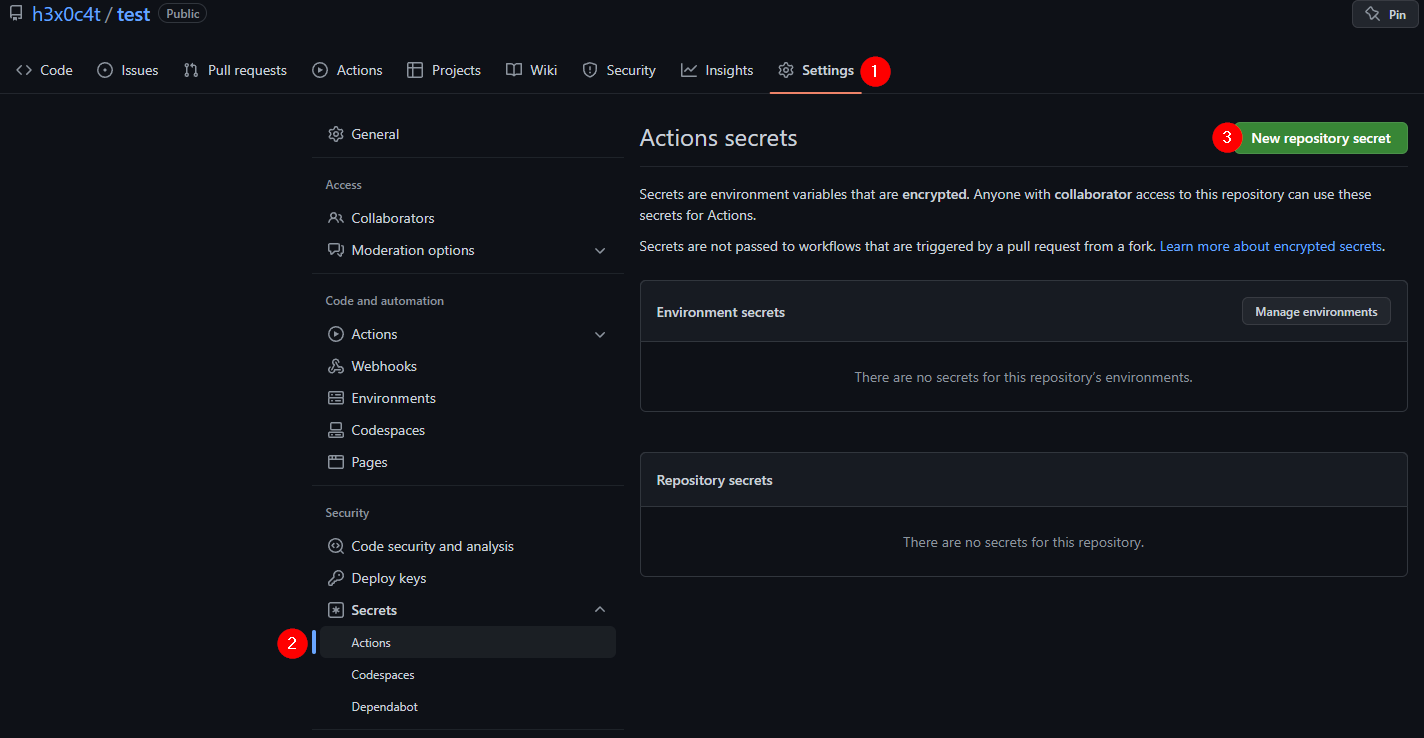 h3x0c4t / test Public
Pin
Code Issues Pull requests Actions Projects Wiki Security Insights Settings 1
General
Access
Collaborators
Moderation options
Code and automation
Actions
Webhooks
Environments
Codespaces
Pages
Security
Code security and analysis
Deploy keys
Secrets
2 Actions
Codespaces
Dependabot
Actions secrets
3 New repository secret
Secrets are environment variables that are encrypted. Anyone with collaborator access to this repository can use these
secrets for Actions.
Secrets are not passed to workflows that are triggered by a pull request from a fork. Learn more about encrypted secrets.
Environment secrets
Manage environments
There are no secrets for this repository’s environments.
Repository secrets
There are no secrets for this repository.